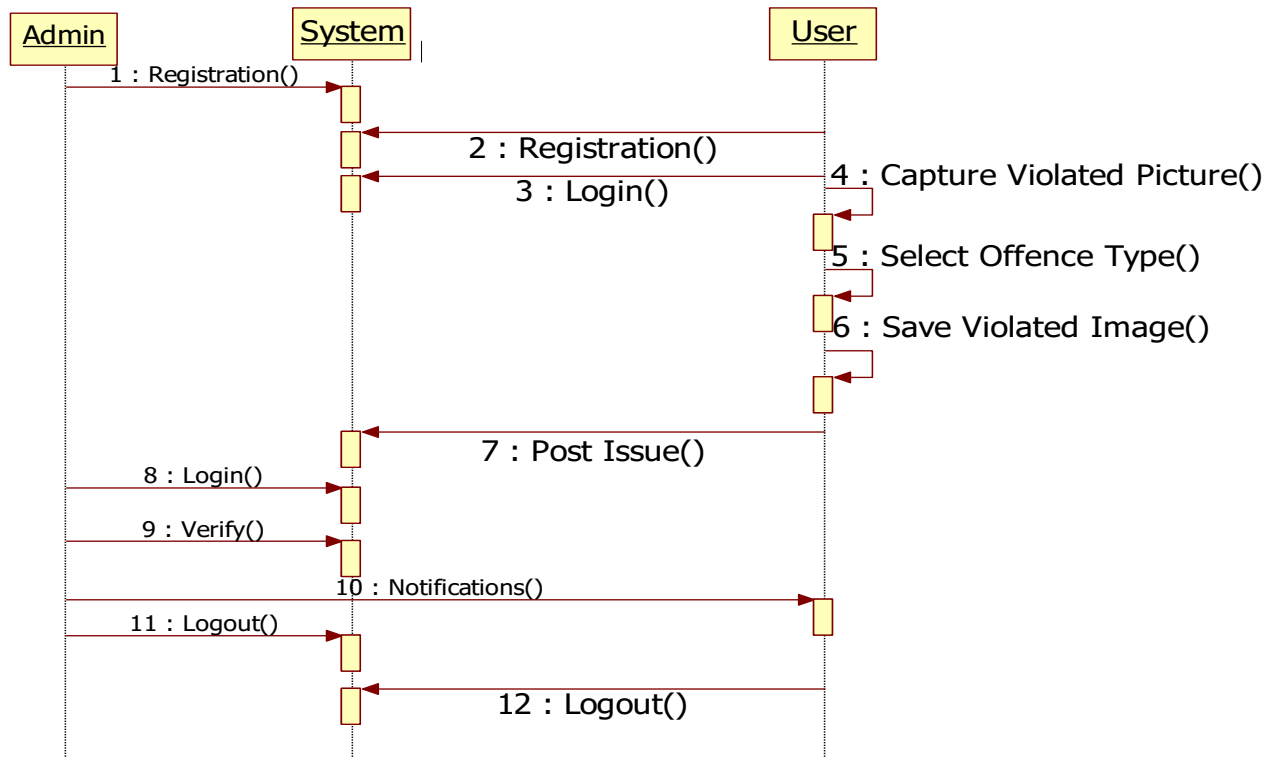 Admin
System
User
1 : Registration()
2 : Registration()
3 : Login()
4 : Capture Violated Picture()
5 : Select Offence Type()
6 : Save Violated Image()
7 : Post Issue()
8 : Login()
9 : Verify()
10 : Notifications()
11 : Logout()
12 : Logout()